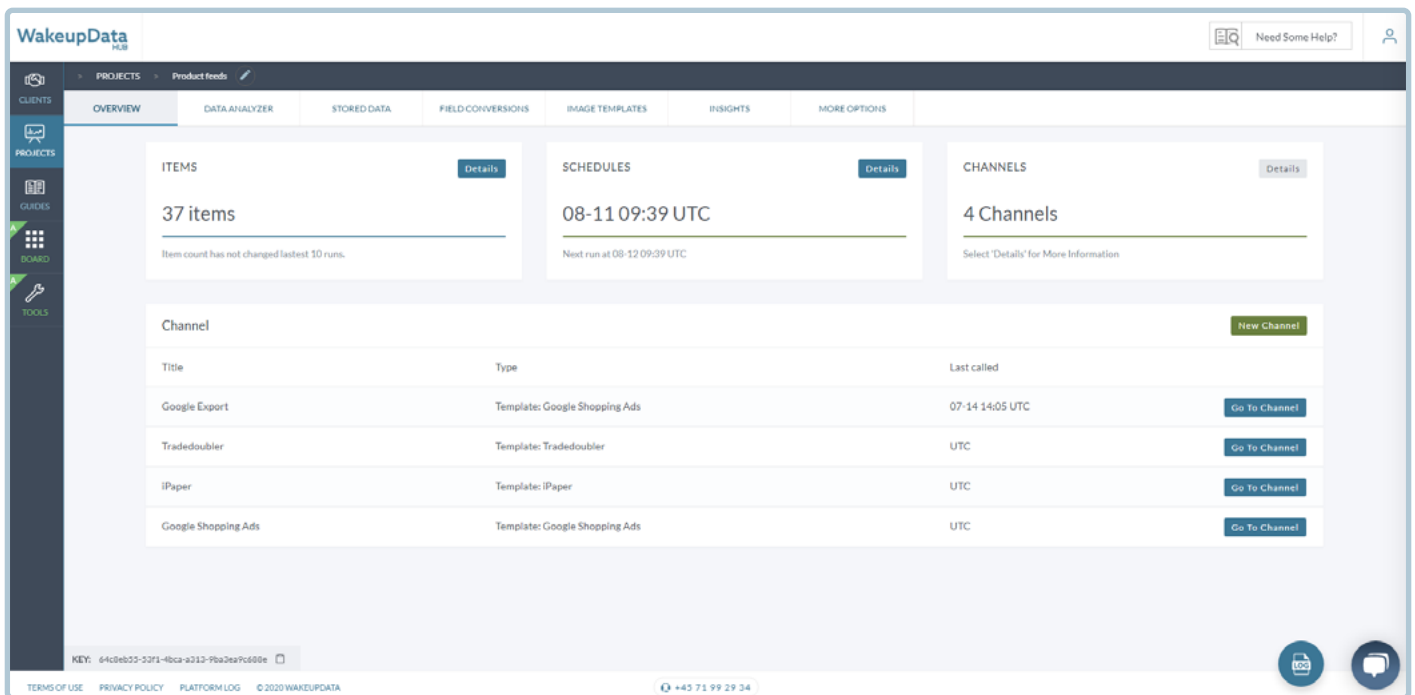 WakeupData
HUB
Need Some Help?
CLIENTS
PROJECTS
GUIDES
A
BOARD
A
TOOLS
> PROJECTS > Product feeds
OVERVIEW DATA ANALYZER STORED DATA FIELD CONVERSIONS IMAGE TEMPLATES INSIGHTS MORE OPTIONS
ITEMS Details
37 items
Item count has not changed lastest 10 runs.
SCHEDULES Details
08-11 09:39 UTC
Next run at 08-12 09:39 UTC
CHANNELS Details
4 Channels
Select 'Details' for More Information
Channel New Channel
Title Type Last called
Google Export Template: Google Shopping Ads 07-14 14:05 UTC Go To Channel
Tradedoubler Template: Tradedoubler UTC Go To Channel
iPaper Template: iPaper UTC Go To Channel
Google Shopping Ads Template: Google Shopping Ads UTC Go To Channel
KEY:
LOG
TERMS OF USE PRIVACY POLICY PLATFORM LOG © 2020 WAKEUPDATA +45 71 99 29 34